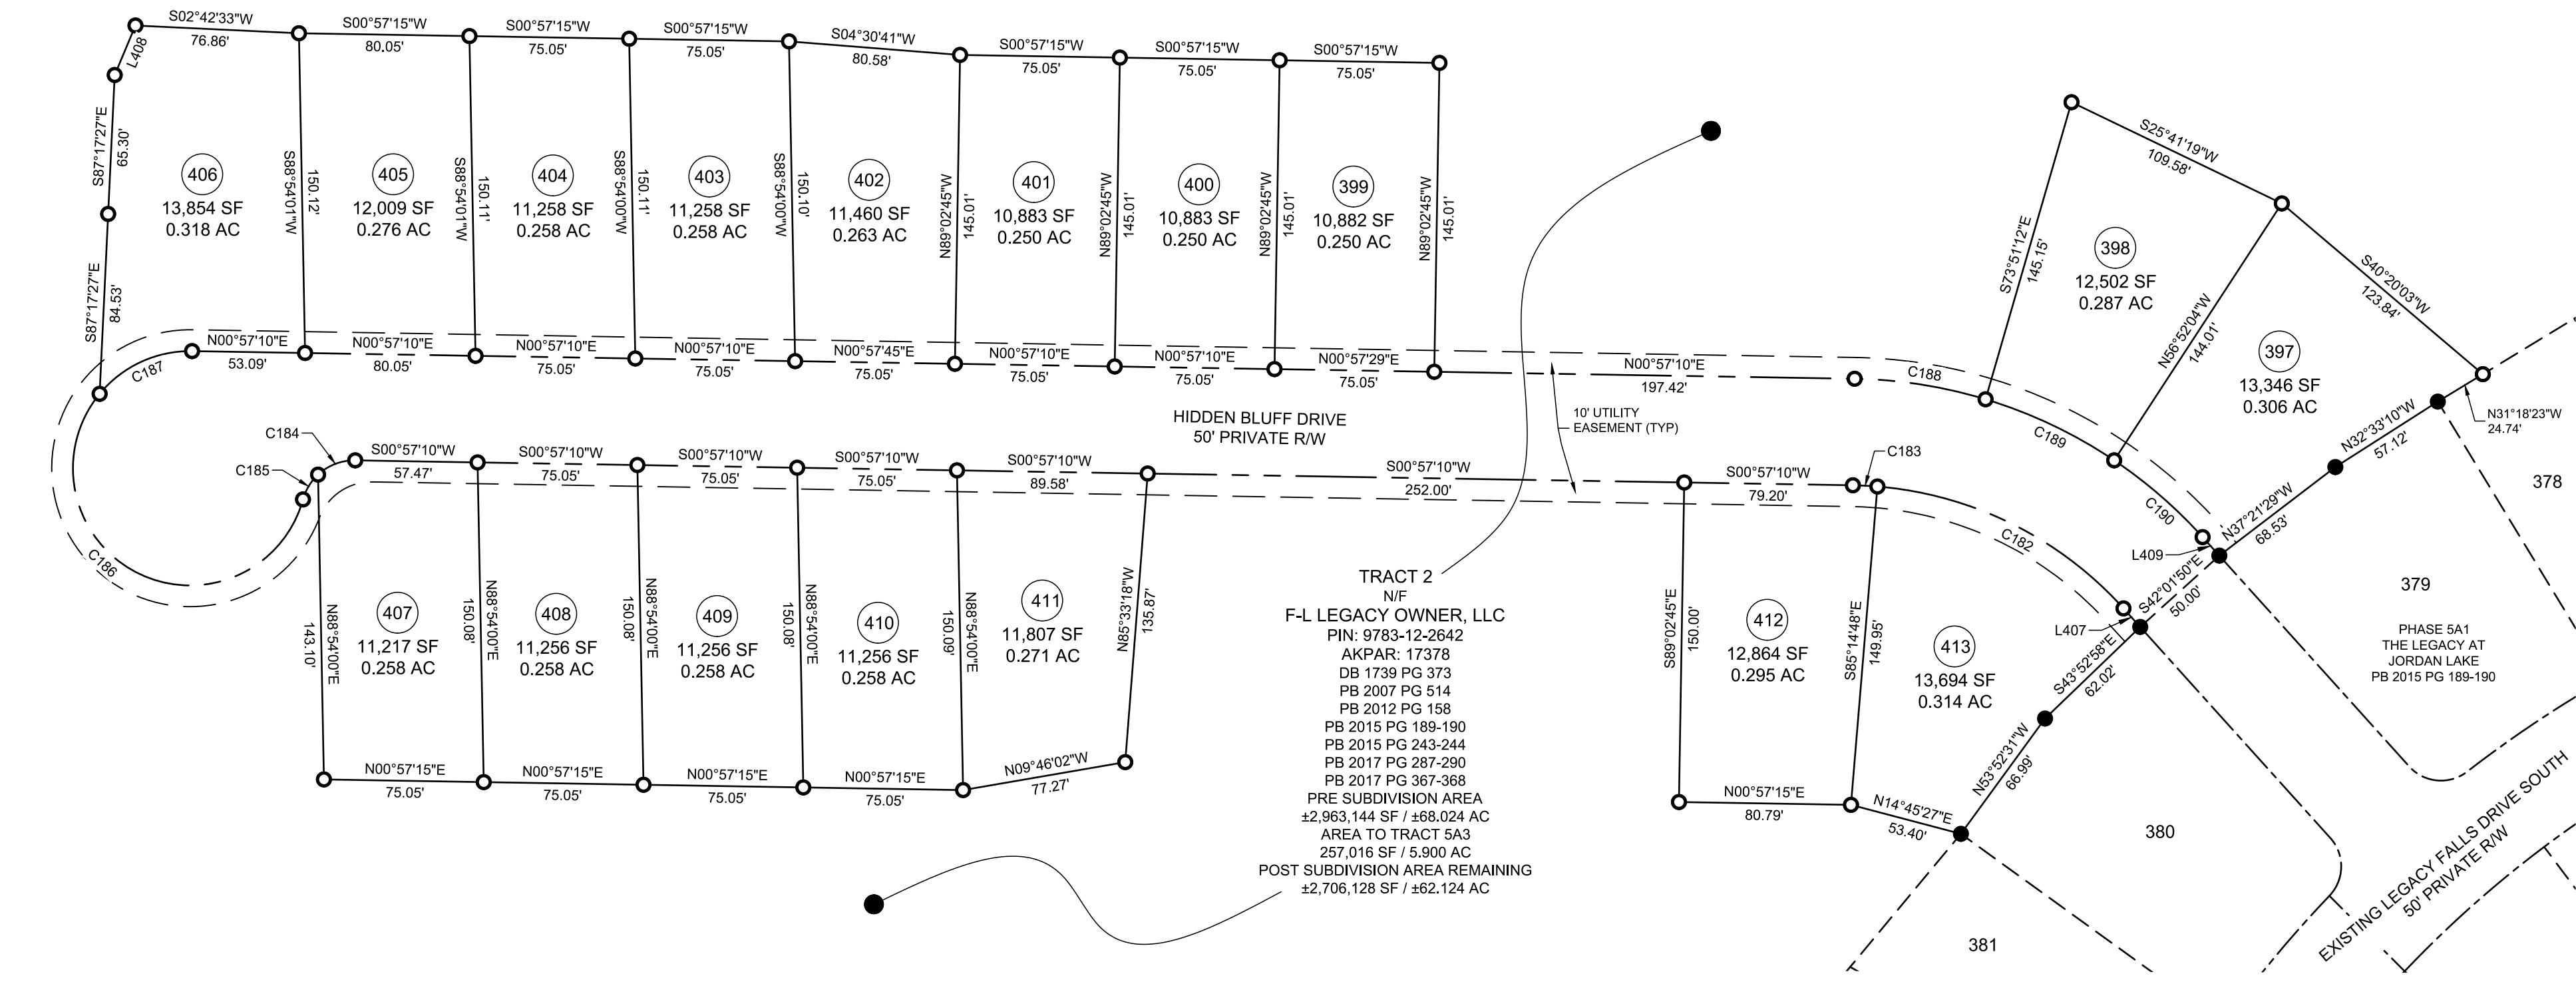 S02°42'33"W
76.86'
S00°57'15"W
80.05'
S00°57'15"W
75.05'
S00°57'15"W
75.05'
S04°30'41"W
80.58'
S00°57'15"W
75.05'
S00°57'15"W
75.05'
S00°57'15"W
75.05'
L408
S87°17'27"E
65.30'
S87°17'27"E
84.53'
406
13,854 SF
0.318 AC
S88°54'01"W
150.12'
405
12,009 SF
0.276 AC
S88°54'01"W
150.11'
404
11,258 SF
0.258 AC
S88°54'00"W
150.11'
403
11,258 SF
0.258 AC
S88°54'00"W
150.10'
402
11,460 SF
0.263 AC
N89°02'45"W
145.01'
401
10,883 SF
0.250 AC
N89°02'45"W
145.01'
400
10,883 SF
0.250 AC
N89°02'45"W
145.01'
399
10,882 SF
0.250 AC
N89°02'45"W
145.01'
C187
N00°57'10"E
53.09'
N00°57'10"E
80.05'
N00°57'10"E
75.05'
N00°57'10"E
75.05'
N00°57'45"E
75.05'
N00°57'10"E
75.05'
N00°57'10"E
75.05'
N00°57'29"E
75.05'
N00°57'10"E
197.42'
C188
S73°51'12"E
145.15'
S25°41'19"W
109.58'
398
12,502 SF
0.287 AC
N56°52'04"W
144.01'
S40°20'03"W
123.84'
397
13,346 SF
0.306 AC
C189
C190
N31°18'23"W
24.74'
N32°33'10"W
57.12'
N37°21'29"W
68.53'
378
HIDDEN BLUFF DRIVE
50' PRIVATE R/W
10' UTILITY
EASEMENT (TYP)
C184
C185
C186
S00°57'10"W
57.47'
S00°57'10"W
75.05'
S00°57'10"W
75.05'
S00°57'10"W
75.05'
S00°57'10"W
89.58'
S00°57'10"W
252.00'
S00°57'10"W
79.20'
C183
C182
L409
L407
S42°01'50"E
50.00'
N88°54'00"E
143.10'
407
11,217 SF
0.258 AC
150.08'
N88°54'00"E
408
11,256 SF
0.258 AC
N88°54'00"E
150.08'
409
11,256 SF
0.258 AC
150.08'
N88°54'00"E
410
11,256 SF
0.258 AC
150.09'
N88°54'00"E
411
11,807 SF
0.271 AC
N85°33'18"W
135.87'
N00°57'15"E
75.05'
N00°57'15"E
75.05'
N00°57'15"E
75.05'
N00°57'15"E
75.05'
N09°46'02"W
77.27'
TRACT 2
N/F
F-L LEGACY OWNER, LLC
PIN: 9783-12-2642
AKPAR: 17378
DB 1739 PG 373
PB 2007 PG 514
PB 2012 PG 158
PB 2015 PG 189-190
PB 2015 PG 243-244
PB 2017 PG 287-290
PB 2017 PG 367-368
PRE SUBDIVISION AREA
±2,963,144 SF / ±68.024 AC
AREA TO TRACT 5A3
257,016 SF / 5.900 AC
POST SUBDIVISION AREA REMAINING
±2,706,128 SF / ±62.124 AC
S89°02'45"E
150.00'
412
12,864 SF
0.295 AC
S85°14'48"E
149.95'
413
13,694 SF
0.314 AC
S43°52'58"E
62.02'
N53°52'31"W
66.99'
N00°57'15"E
80.79'
N14°45'27"E
53.40'
379
PHASE 5A1
THE LEGACY AT
JORDAN LAKE
PB 2015 PG 189-190
380
381
EXISTING LEGACY FALLS DRIVE SOUTH
50' PRIVATE R/W